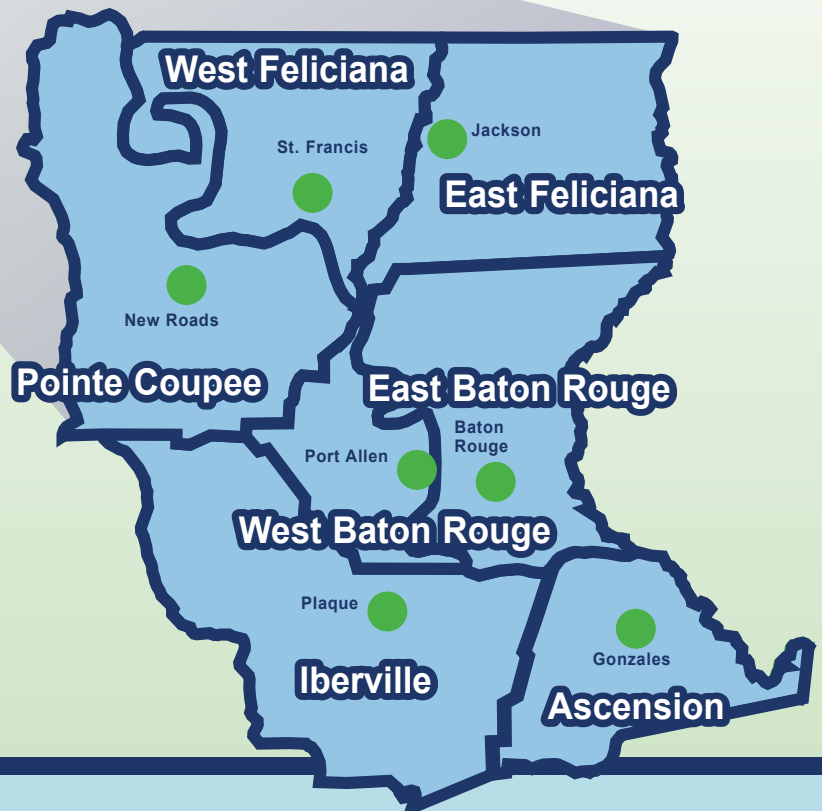 West Feliciana
Jackson
St. Francis
East Feliciana
New Roads
Pointe Coupee
East Baton Rouge
Baton
Rouge
Port Allen
West Baton Rouge
Plaque
Gonzales
Iberville
Ascension